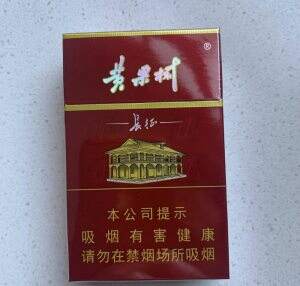 黄果树®
长征
本公司提示
吸烟有害健康
请勿在禁烟场所吸烟